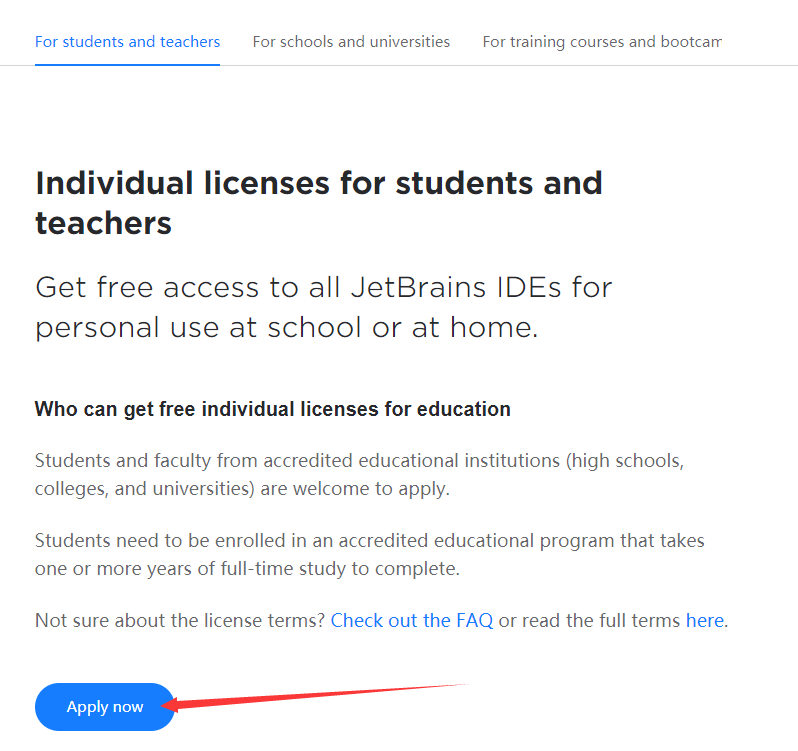 For students and teachers For schools and universities For training courses and bootcam
Individual licenses for students and
teachers
Get free access to all JetBrains IDEs for
personal use at school or at home.
Who can get free individual licenses for education
Students and faculty from accredited educational institutions (high schools,
colleges, and universities) are welcome to apply.
Students need to be enrolled in an accredited educational program that takes
one or more years of full-time study to complete.
Not sure about the license terms? Check out the FAQ or read the full terms here.
Apply now